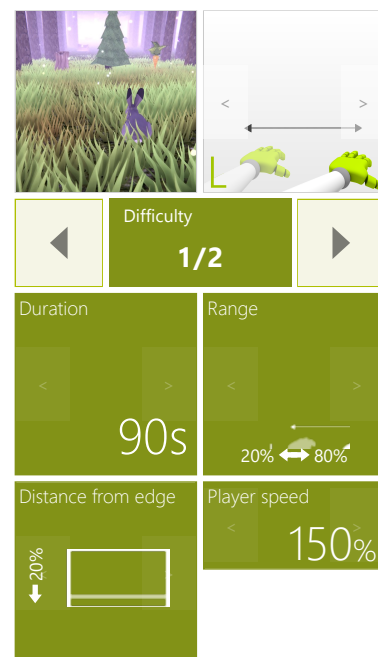 < >
L
Difficulty
1/2
Duration
< >
90s
Range
< >
20% 80%
Distance from edge
20%
Player speed
< >
150%